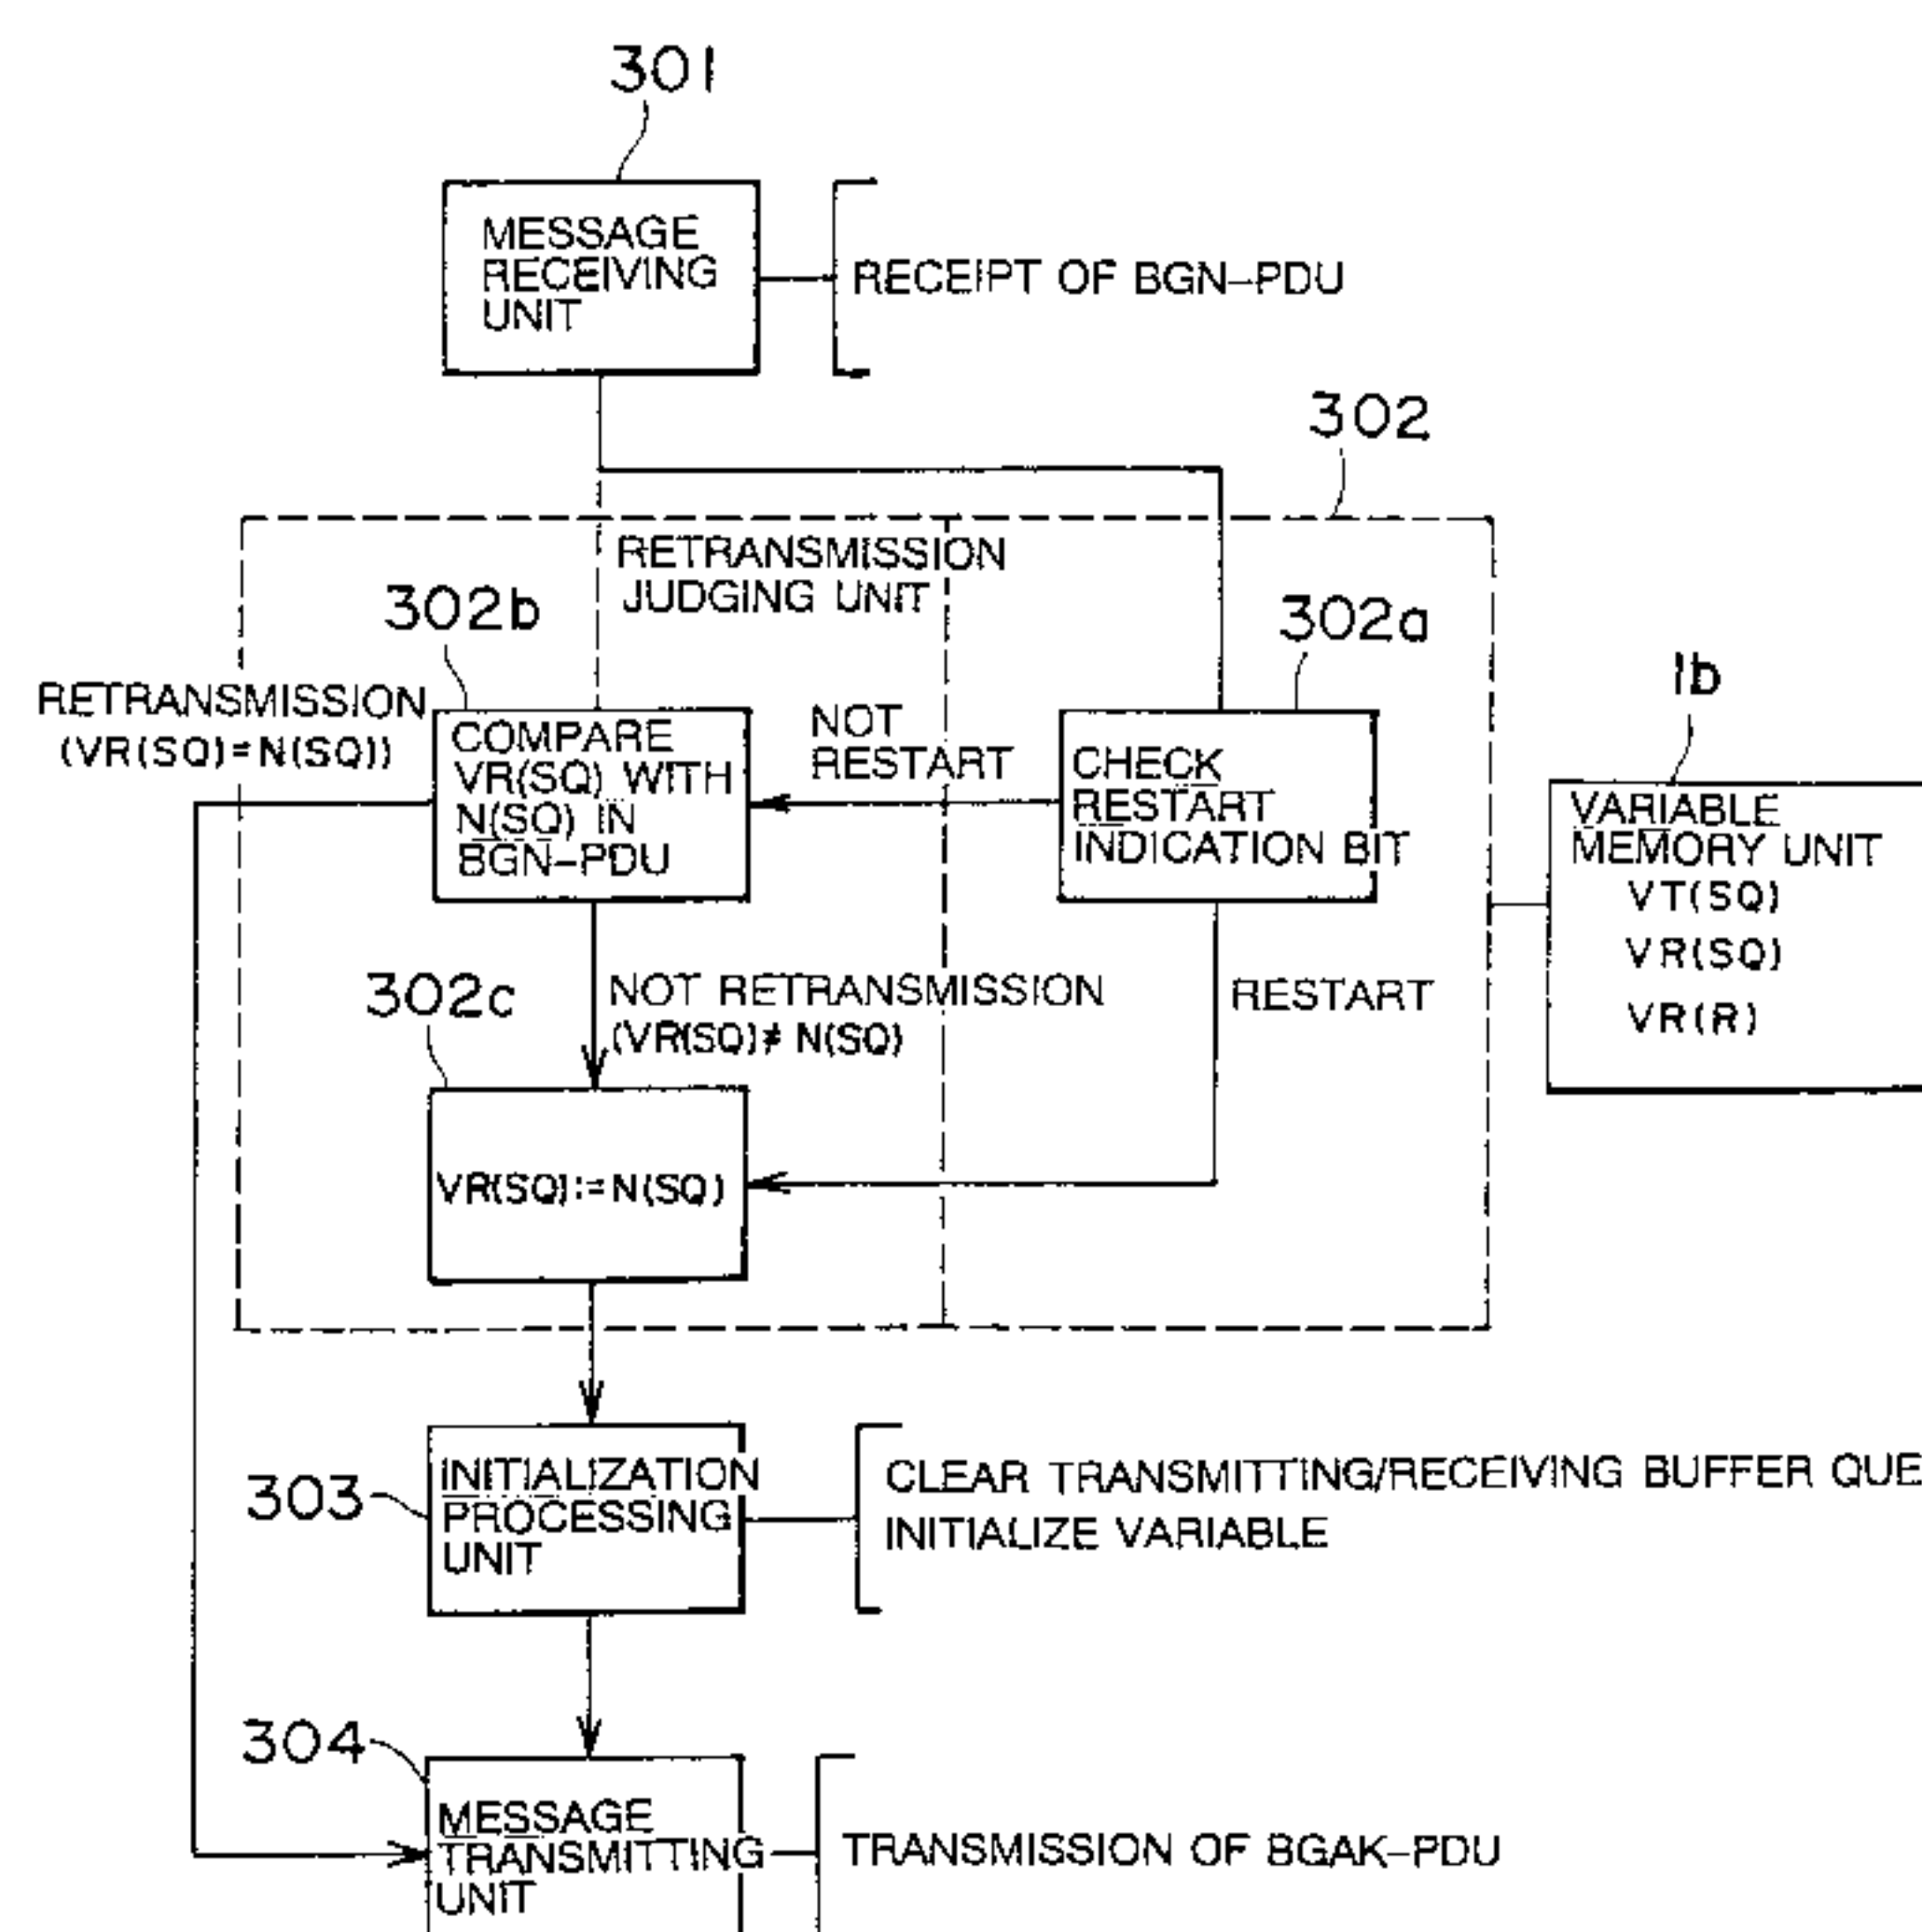 301
MESSAGE
RECEIVING
UNIT
RECEIPT OF BGN-PDU
302
RETRANSMISSION
JUDGING UNIT
302b
302a
1b
RETRANSMISSION
(VR(SQ)=N(SQ))
COMPARE
VR(SQ) WITH
N(SQ) IN
BGN-PDU
NOT
RESTART
CHECK
RESTART
INDICATION BIT
VARIABLE
MEMORY UNIT
VT(SQ)
VR(SQ)
VR(R)
302c
NOT RETRANSMISSION
(VR(SQ)≠ N(SQ)
RESTART
VR(SQ):=N(SQ)
303
INITIALIZATION
PROCESSING
UNIT
CLEAR TRANSMITTING/RECEIVING BUFFER QUE
INITIALIZE VARIABLE
304
MESSAGE
TRANSMITTING
UNIT
TRANSMISSION OF BGAK-PDU